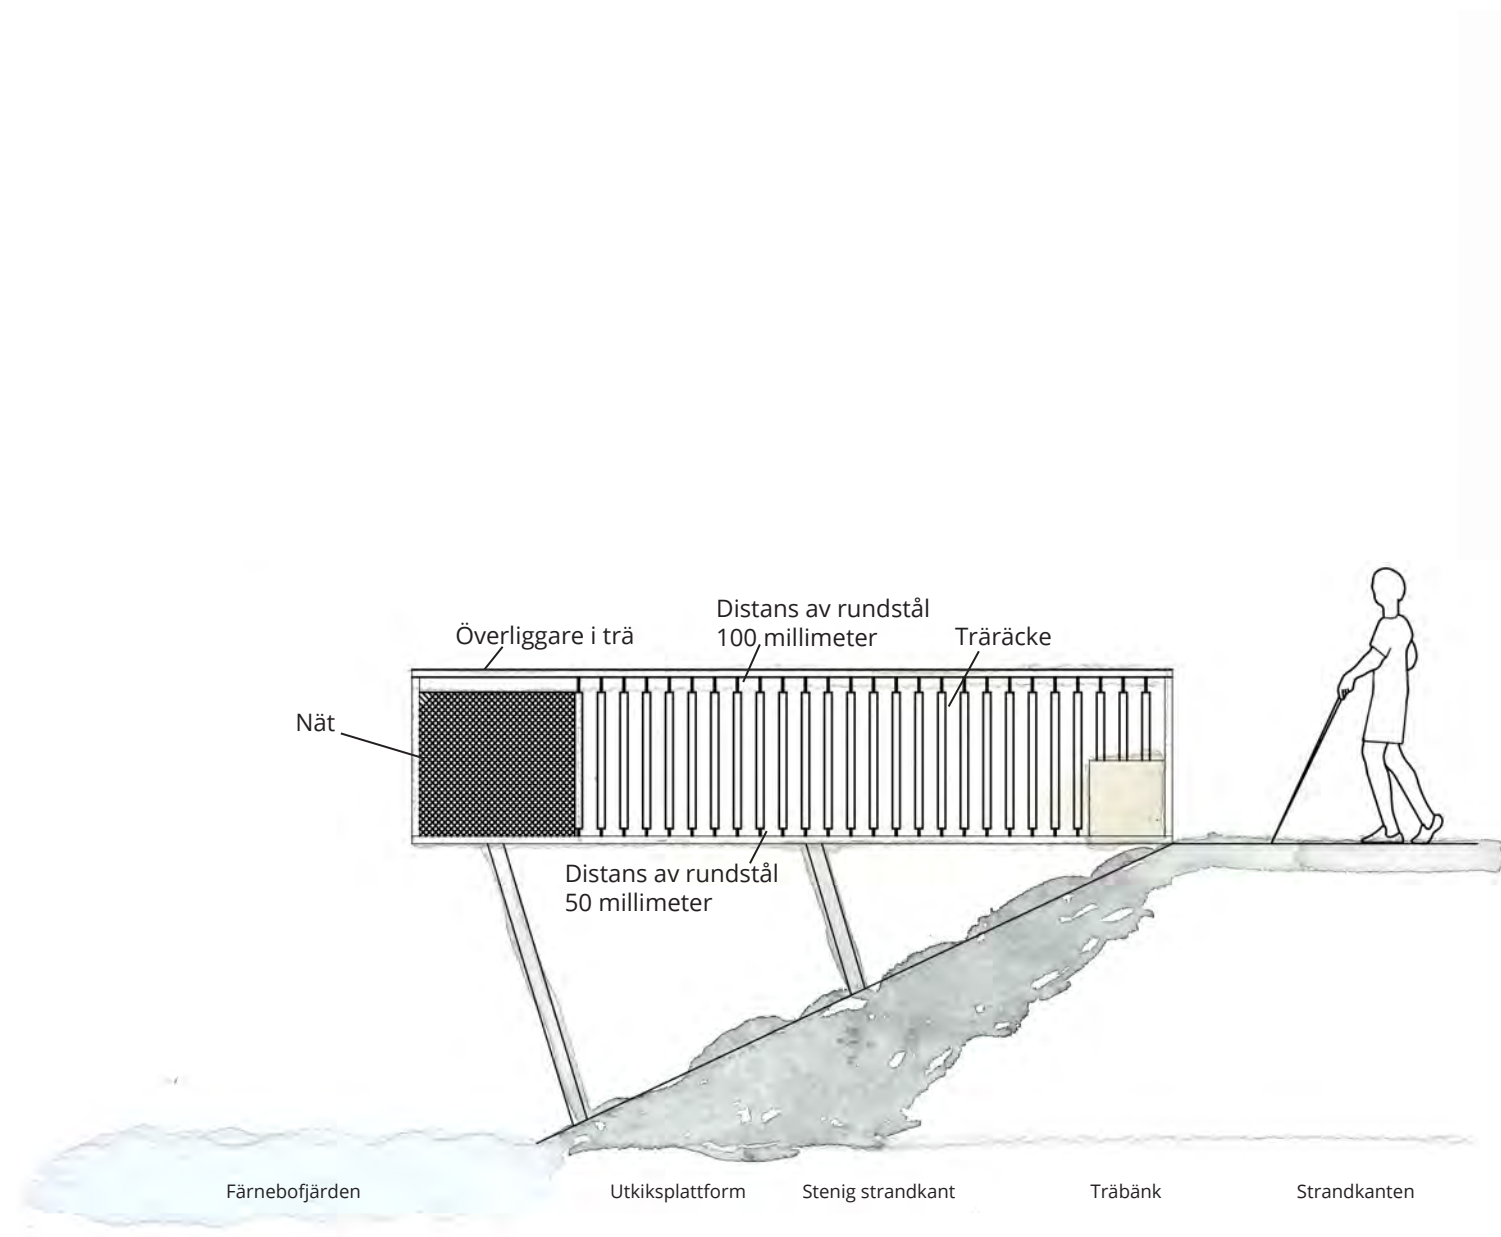 Distans av rundstål
100 millimeter
Överliggare i trä
Träräcke
Nät
Distans av rundstål
50 millimeter
Färnebofjärden
Utkiksplattform
Stenig strandkant
Träbänk
Strandkanten